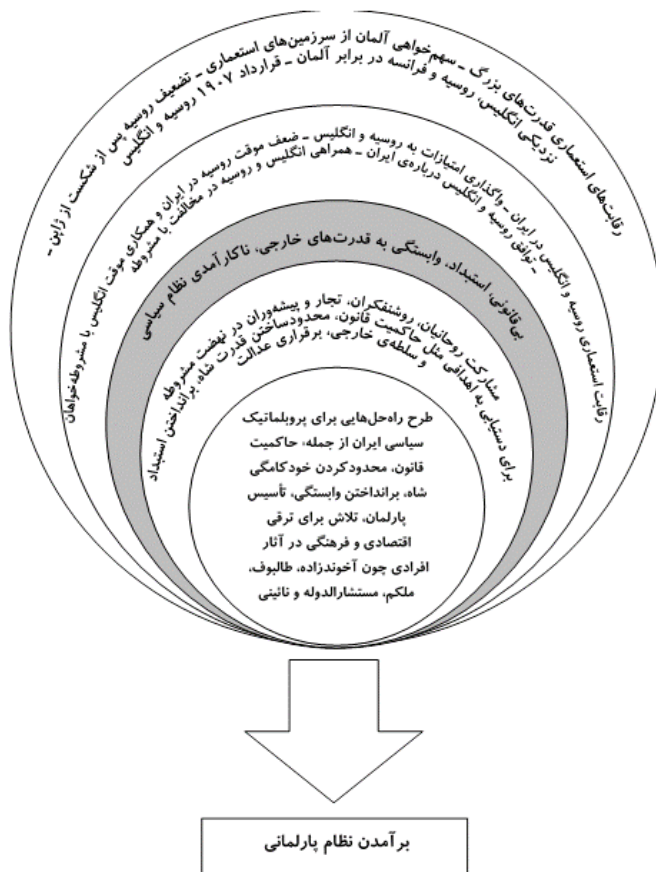 رقابت‌های استعماری قدرت‌های بزرگ ـ سهم‌خواهی آلمان از سرزمین‌های استعماری ـ تضعیف روسیه پس از شکست از ژاپن ـ
نزدیکی انگلیس، روسیه و فرانسه در برابر آلمان ـ قرارداد ۱۹۰۷ روسیه و انگلیس
رقابت استعماری روسیه و انگلیس در ایران ـ واگذاری امتیازات به روسیه و انگلیس ـ ضعف موقت روسیه در ایران و همکاری موقت انگلیس با مشروطه‌خواهان
ـ توافق روسیه و انگلیس درباره‌ی ایران ـ همراهی انگلیس و روسیه در مخالفت با مشروطه
بی‌قانونی، استبداد، وابستگی به قدرت‌های خارجی، ناکارآمدی نظام سیاسی
مشارکت روحانیان، روشنفکران، تجار و پیشه‌وران در نهضت مشروطه
برای دستیابی به اهدافی مثل حاکمیت قانون، محدودساختن قدرت شاه، برانداختن استبداد
و سلطه‌ی خارجی، برقراری عدالت
طرح راه‌حل‌هایی برای پروبلماتیک
سیاسی ایران از جمله: حاکمیت
قانون، محدودکردن خودکامگی
شاه، برانداختن وابستگی، تأسیس
پارلمان، تلاش برای ترقی
اقتصادی و فرهنگی در آثار
افرادی چون آخوندزاده، طالبوف،
ملکم، مستشارالدوله و نائینی
برآمدن نظام پارلمانی